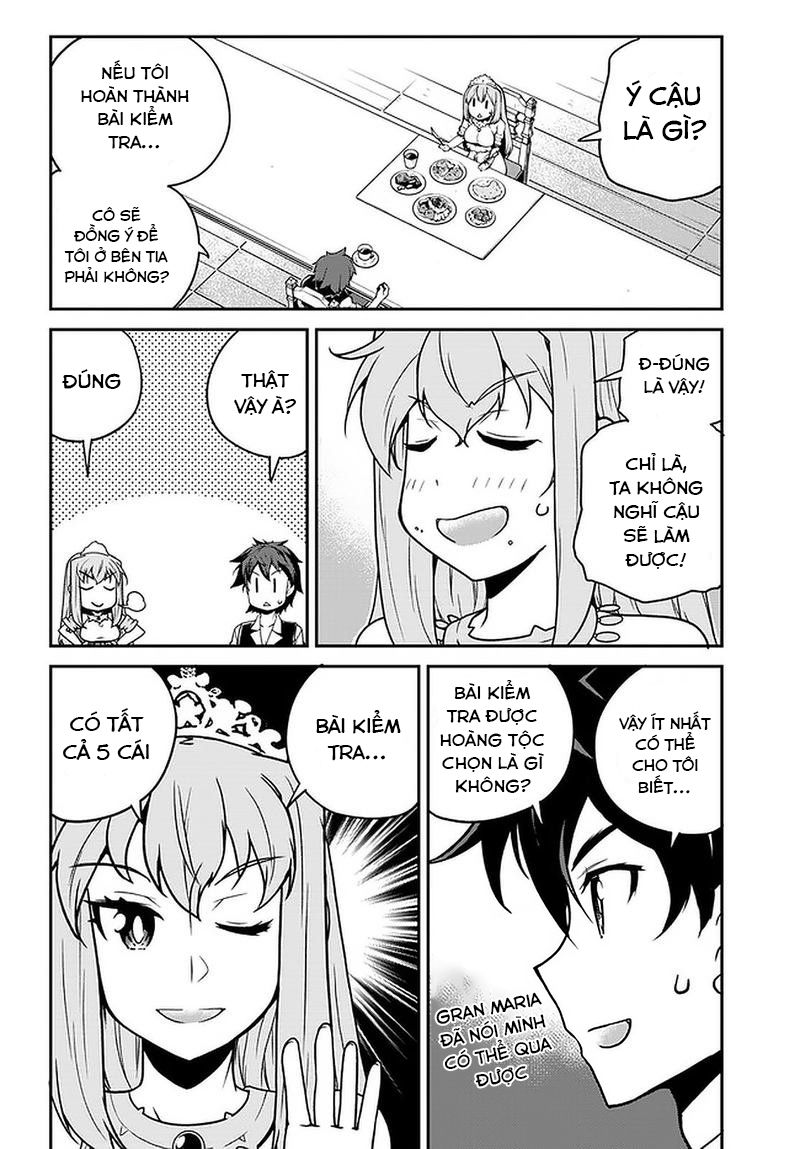 Ý CẬU
LÀ GÌ?
NẾU TÔI
HOÀN THÀNH
BÀI KIỂM
TRA...
CÔ SẼ
ĐỒNG Ý ĐỂ
TÔI Ở BÊN TIA
PHẢI KHÔNG?
Đ-ĐÚNG
LÀ VẬY!
CHỈ LÀ,
TA KHÔNG
NGHĨ CẬU
SẼ LÀM
ĐƯỢC!
THẬT
VẬY À?
ĐÚNG
VẬY ÍT NHẤT
CÓ THỂ
CHO TÔI
BIẾT...
BÀI KIỂM
TRA ĐƯỢC
HOÀNG TỘC
CHỌN LÀ GÌ
KHÔNG?
GRAN MARIA
ĐÃ NÓI MÌNH
CÓ THỂ QUA
ĐƯỢC
BÀI KIỂM
TRA...
CÓ TẤT
CẢ 5 CÁI